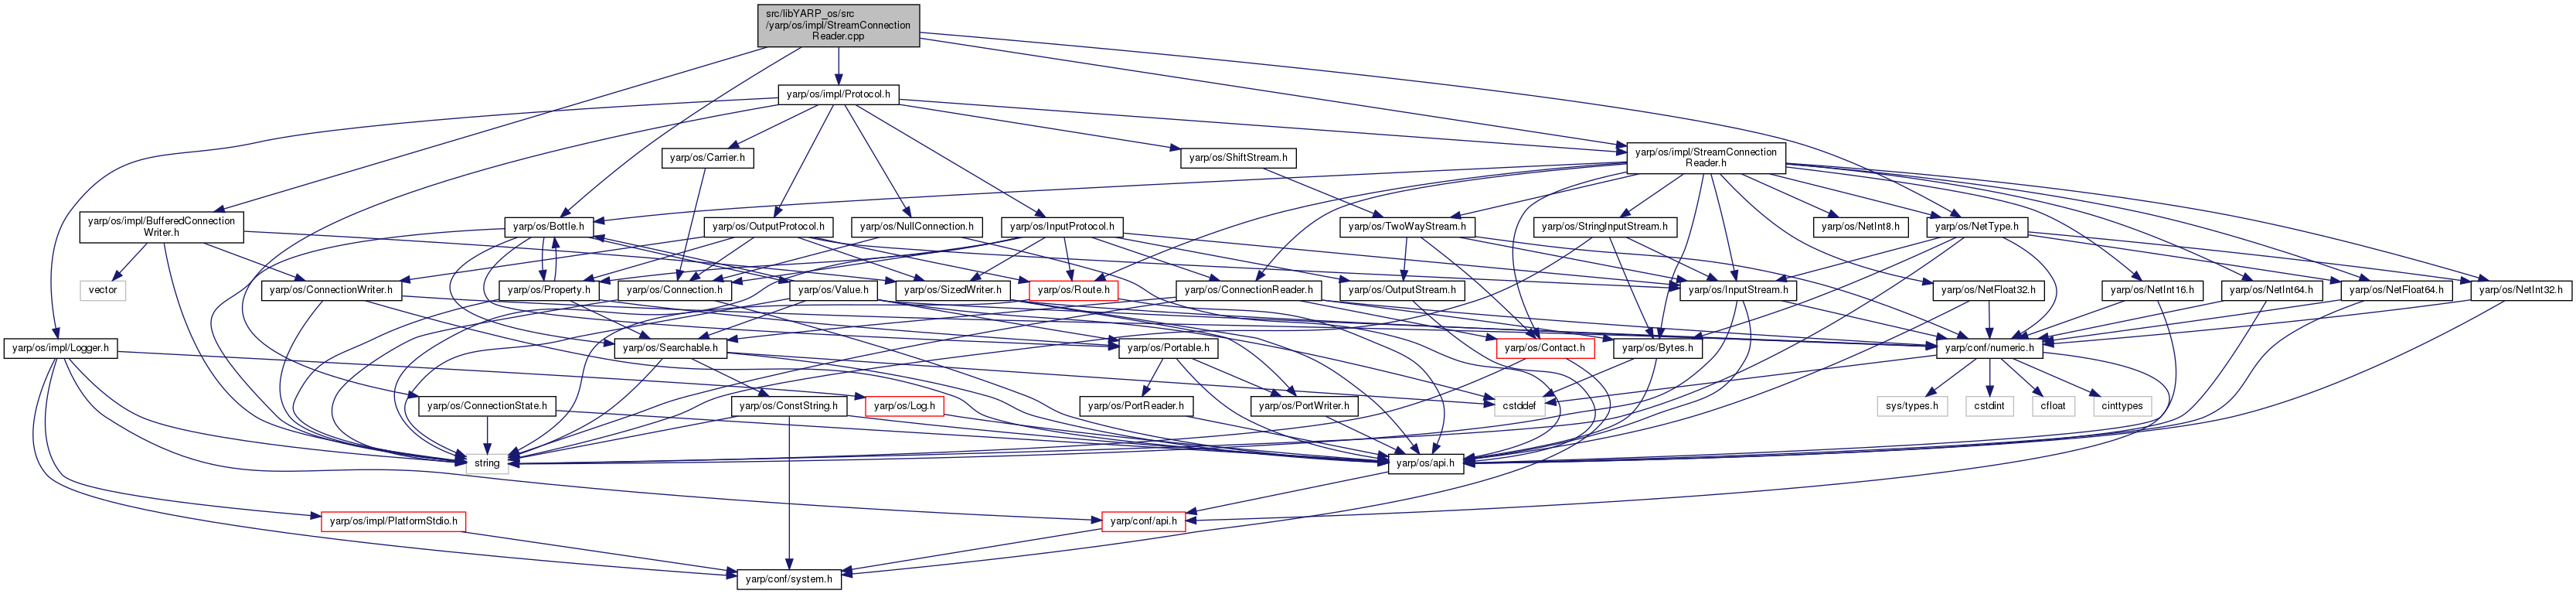 src/libYARP_os/src
/yarp/os/impl/StreamConnection
Reader.cpp
yarp/os/impl/Protocol.h
yarp/os/Carrier.h
yarp/os/ShiftStream.h
yarp/os/impl/StreamConnection
Reader.h
yarp/os/impl/BufferedConnection
Writer.h
yarp/os/Bottle.h
yarp/os/OutputProtocol.h
yarp/os/NullConnection.h
yarp/os/InputProtocol.h
yarp/os/TwoWayStream.h
yarp/os/StringInputStream.h
yarp/os/NetInt8.h
yarp/os/NetType.h
vector
yarp/os/ConnectionWriter.h
yarp/os/Property.h
yarp/os/Connection.h
yarp/os/Value.h
yarp/os/SizedWriter.h
yarp/os/Route.h
yarp/os/ConnectionReader.h
yarp/os/OutputStream.h
yarp/os/InputStream.h
yarp/os/NetFloat32.h
yarp/os/NetInt16.h
yarp/os/NetInt64.h
yarp/os/NetFloat64.h
yarp/os/NetInt32.h
yarp/os/impl/Logger.h
yarp/os/Searchable.h
yarp/os/Portable.h
yarp/os/Contact.h
yarp/os/Bytes.h
yarp/conf/numeric.h
yarp/os/ConnectionState.h
yarp/os/ConstString.h
yarp/os/Log.h
yarp/os/PortReader.h
yarp/os/PortWriter.h
cstddef
sys/types.h
cstdint
cfloat
cinttypes
string
yarp/os/api.h
yarp/os/impl/PlatformStdio.h
yarp/conf/api.h
yarp/conf/system.h